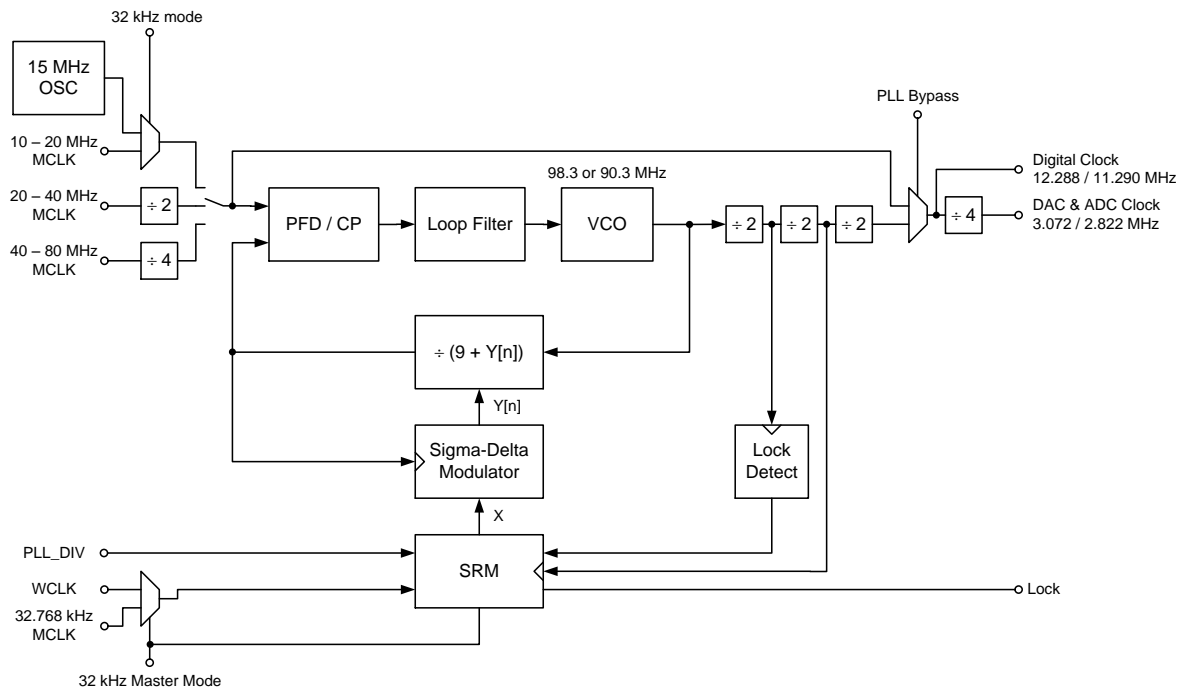 32 kHz mode
15 MHz
OSC
PLL Bypass
10 – 20 MHz
MCLK
Digital Clock
12.288 / 11.290 MHz
98.3 or 90.3 MHz
20 – 40 MHz
MCLK
÷ 2
PFD / CP
Loop Filter
VCO
÷ 2
÷ 2
÷ 2
÷ 4
DAC & ADC Clock
3.072 / 2.822 MHz
40 – 80 MHz
MCLK
÷ 4
÷ (9 + Y[n])
Y[n]
Sigma-Delta
Modulator
Lock
Detect
X
PLL_DIV
SRM
WCLK
Lock
32.768 kHz
MCLK
32 kHz Master Mode